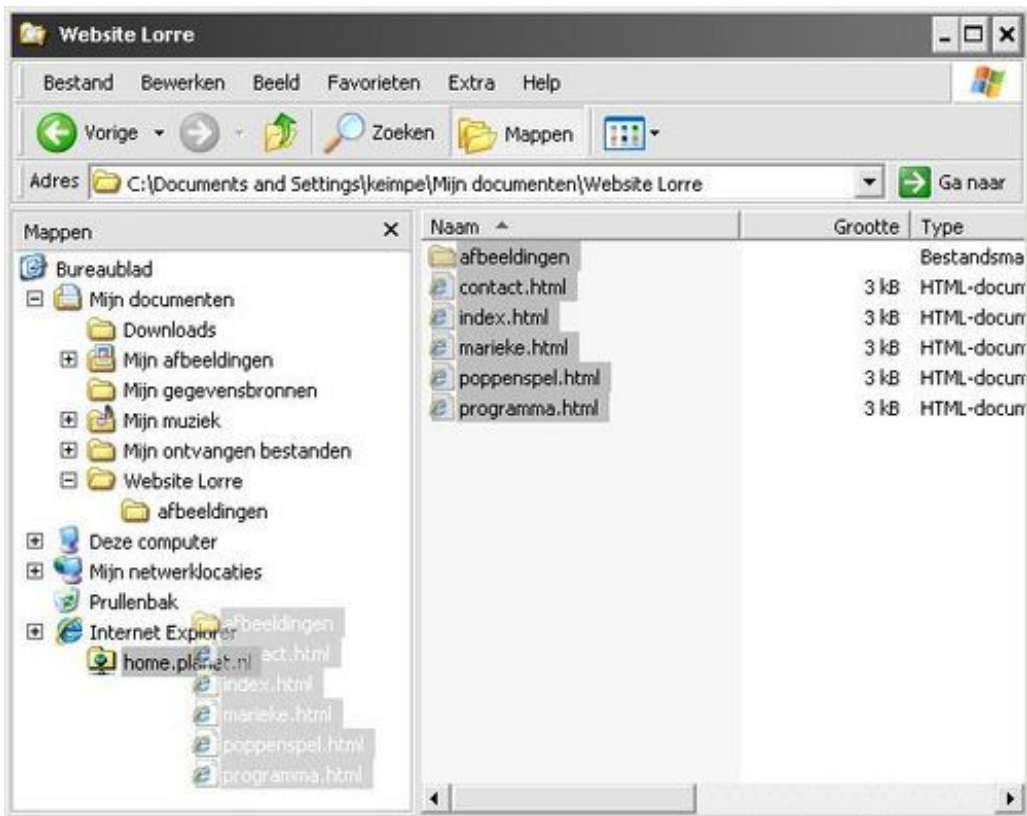 Website Lorre
Bestand Bewerken Beeld Favorieten Extra Help
Vorige Zoeken Mappen
Adres C:\Documents and Settings\keimpe\Mijn documenten\Website Lorre Ga naar
Mappen
Bureaublad
Mijn documenten
Downloads
Mijn afbeeldingen
Mijn gegevensbronnen
Mijn muziek
Mijn ontvangen bestanden
Website Lorre
afbeeldingen
Deze computer
Mijn netwerklocaties
Prullenbak
Internet Explorer
home.planet.nl
afbeeldingen
act.html
index.html
marieke.html
poppenspel.html
programma.html
Naam Grootte Type
afbeeldingen Bestandsma
contact.html 3 kB HTML-docum
index.html 3 kB HTML-docum
marieke.html 3 kB HTML-docum
poppenspel.html 3 kB HTML-docum
programma.html 3 kB HTML-docum